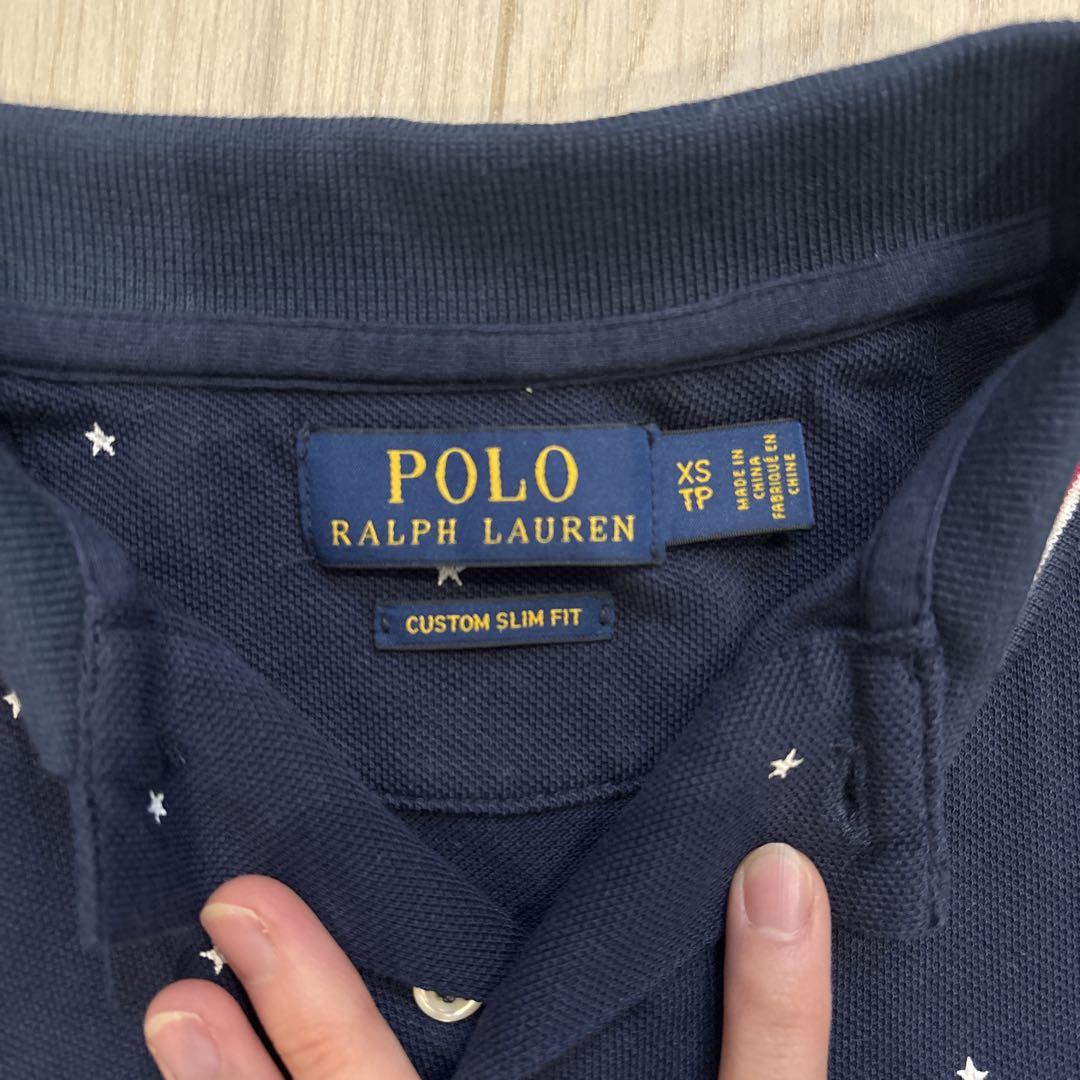 POLO
RALPH LAUREN
XS
TP
MADE IN
CHINA
FABRIQUÉ EN
CHINE
CUSTOM SLIM FIT